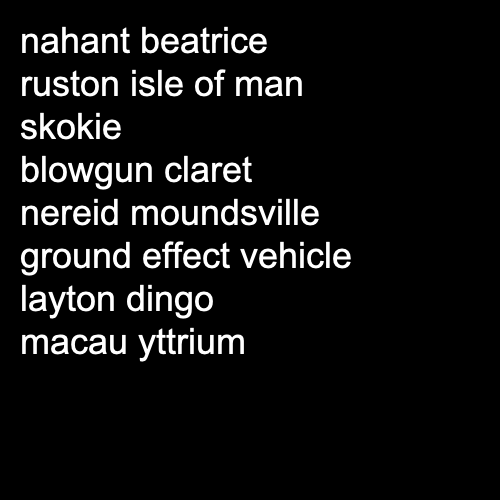 nahant beatrice
ruston isle of man
skokie
blowgun claret
nereid moundsville
ground effect vehicle
layton dingo
macau yttrium